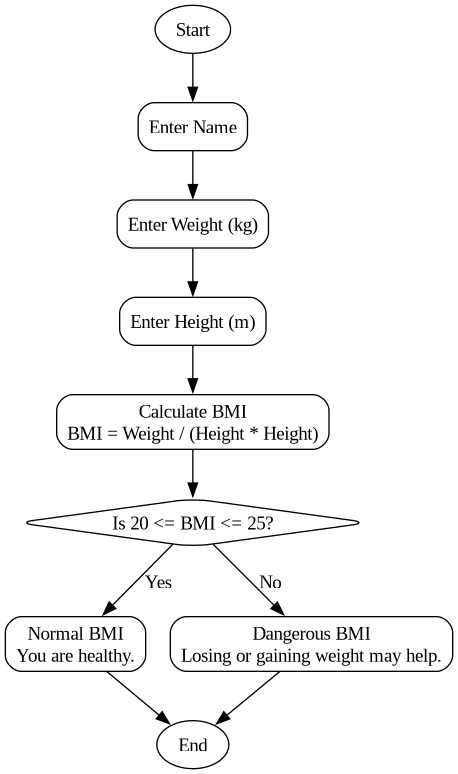 Start
Enter Name
Enter Weight (kg)
Enter Height (m)
Calculate BMI
BMI = Weight / (Height * Height)
Is 20 <= BMI <= 25?
Yes
No
Normal BMI
You are healthy.
Dangerous BMI
Losing or gaining weight may help.
End